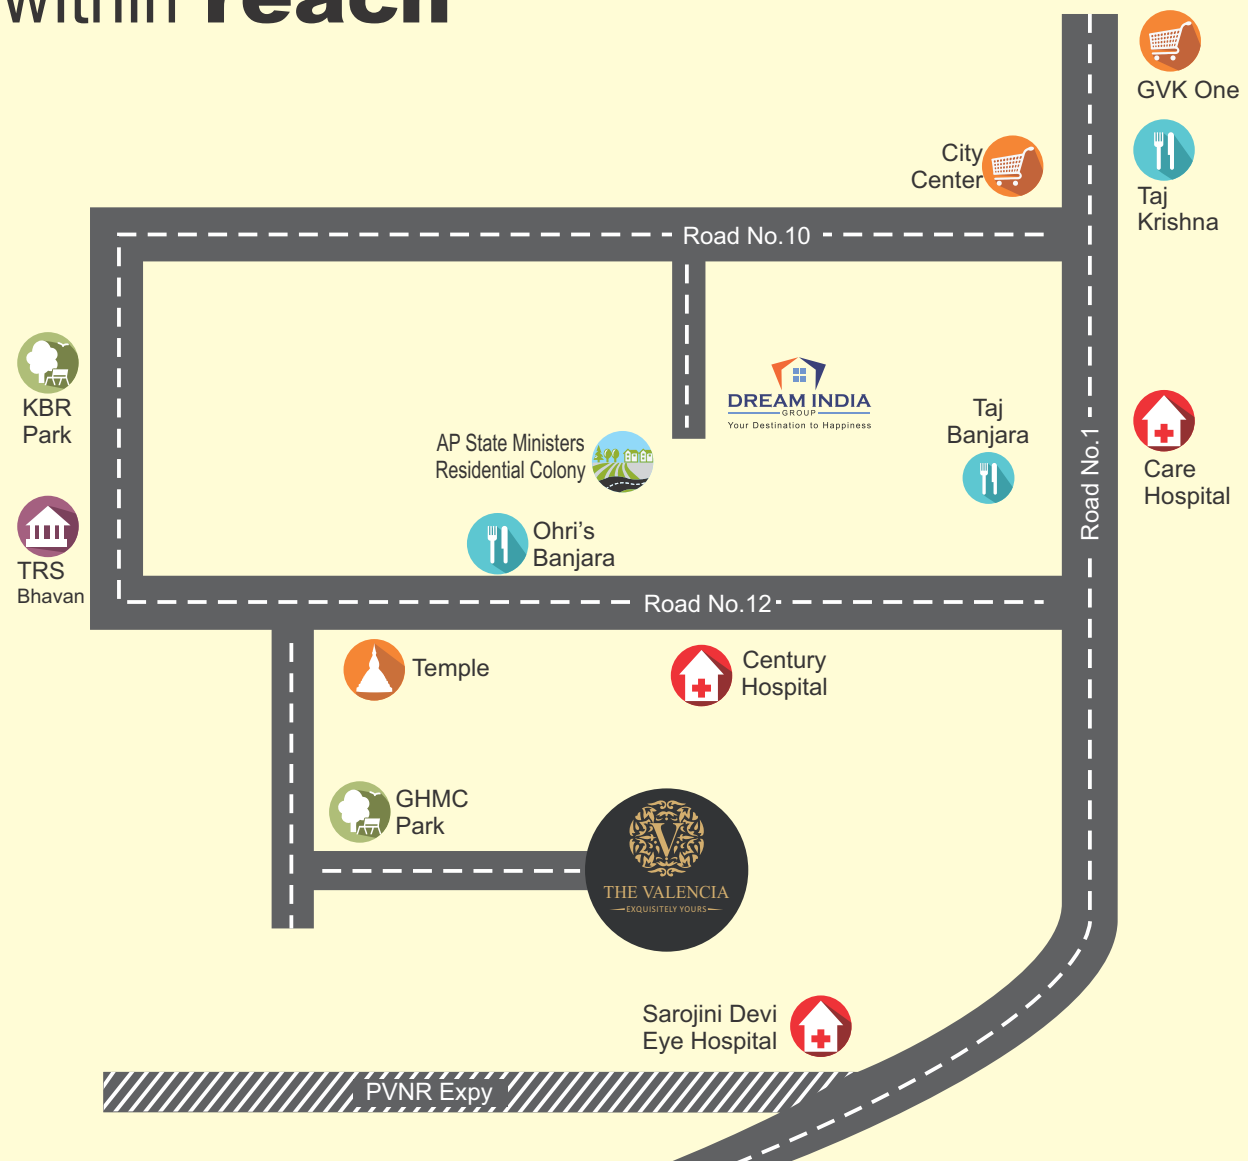 within reach
GVK One
City
Center
Taj
Krishna
Road No.10
KBR
Park
DREAM INDIA
GROUP
Your Destination to Happiness
Taj
Banjara
AP State Ministers
Residential Colony
Road No.1
Care
Hospital
Ohri's
Banjara
TRS
Bhavan
Road No.12
Temple
Century
Hospital
GHMC
Park
V
THE VALENCIA
EXQUISITELY YOURS
Sarojini Devi
Eye Hospital
PVNR Expy